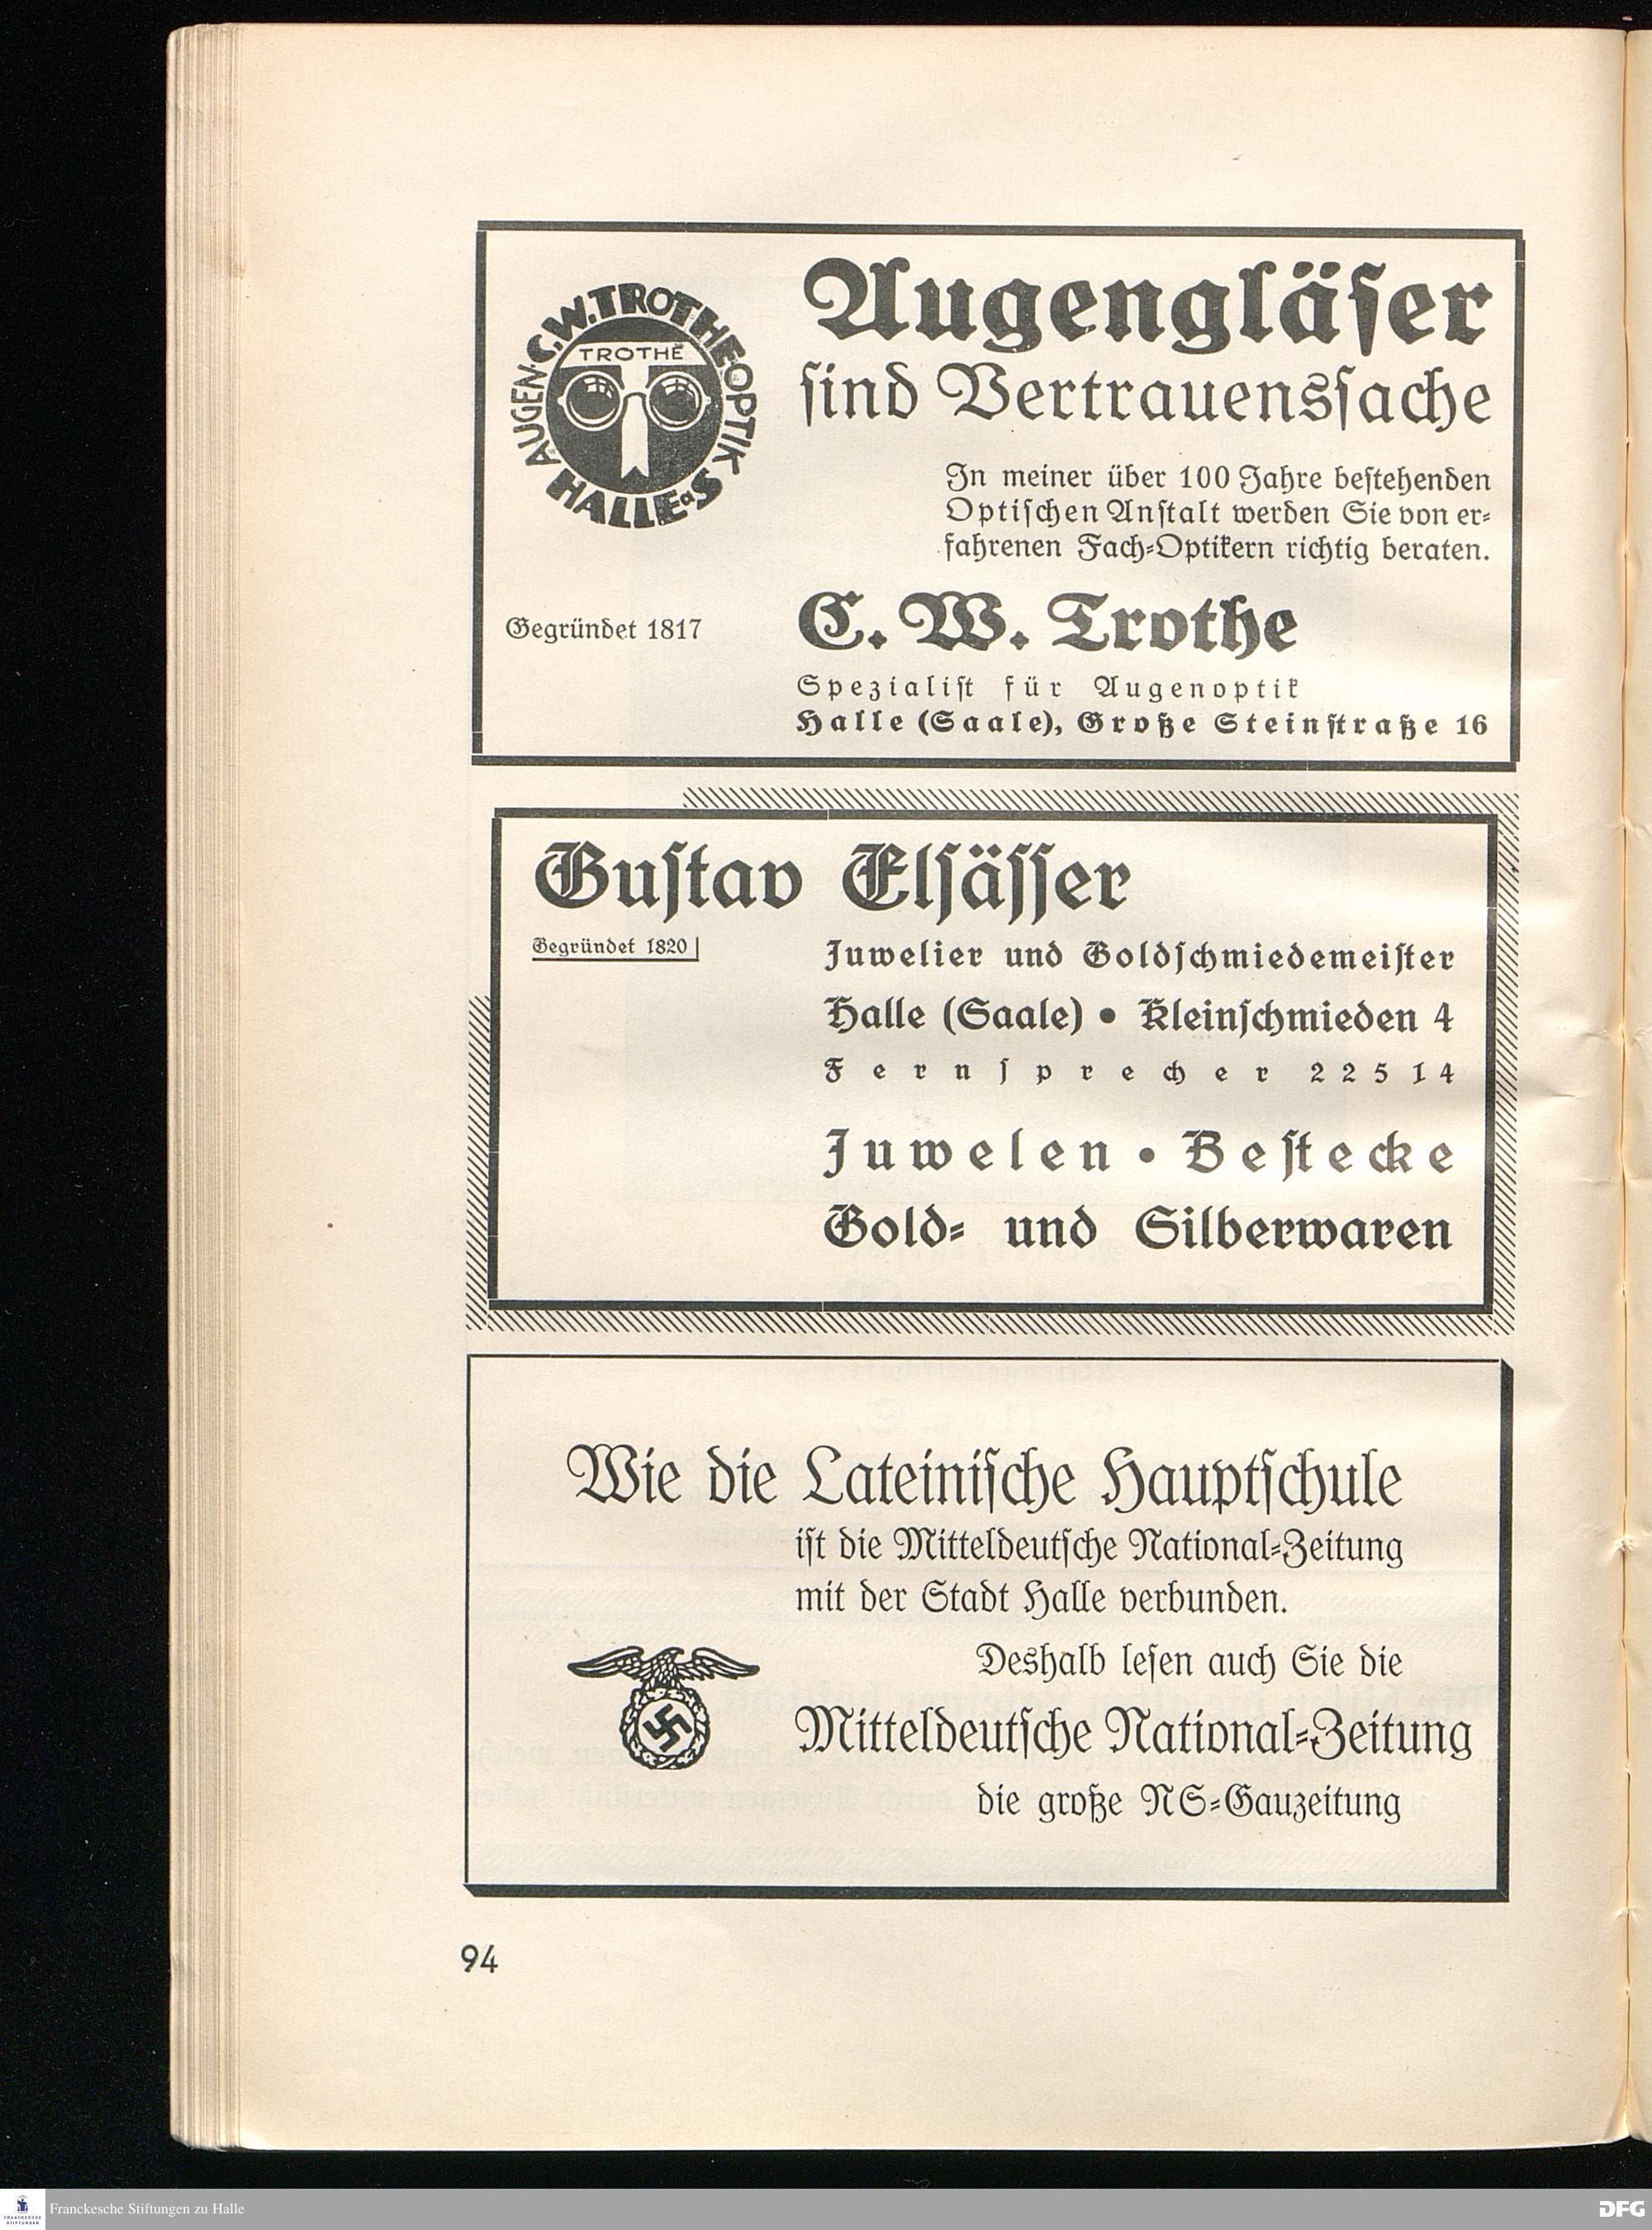 AUGEN-C.W.TROTHE OPTIK
TROTHE
HALLE a S
Augengläſer
ſind Vertrauensſache
In meiner über 100 Jahre beſtehenden
Optiſchen Anſtalt werden Sie von er-
fahrenen Fach-Optikern richtig beraten.
Gegründet 1817
C. W. Trothe
Spezialiſt für Augenoptik
Halle (Saale), Große Steinſtraße 16
Guſtav Elſäſſer
Gegründet 1820
Juwelier und Goldſchmiedemeiſter
Halle (Saale) • Kleinſchmieden 4
Fernſprecher 22514
Juwelen • Beſtecke
Gold- und Silberwaren
Wie die Lateiniſche Hauptſchule
iſt die Mitteldeutſche National-Zeitung
mit der Stadt Halle verbunden.
Deshalb leſen auch Sie die
Mitteldeutſche National-Zeitung
die große NS-Gauzeitung
94
FRANCKESCHE
STIFTUNGEN
Franckesche Stiftungen zu Halle
DFG